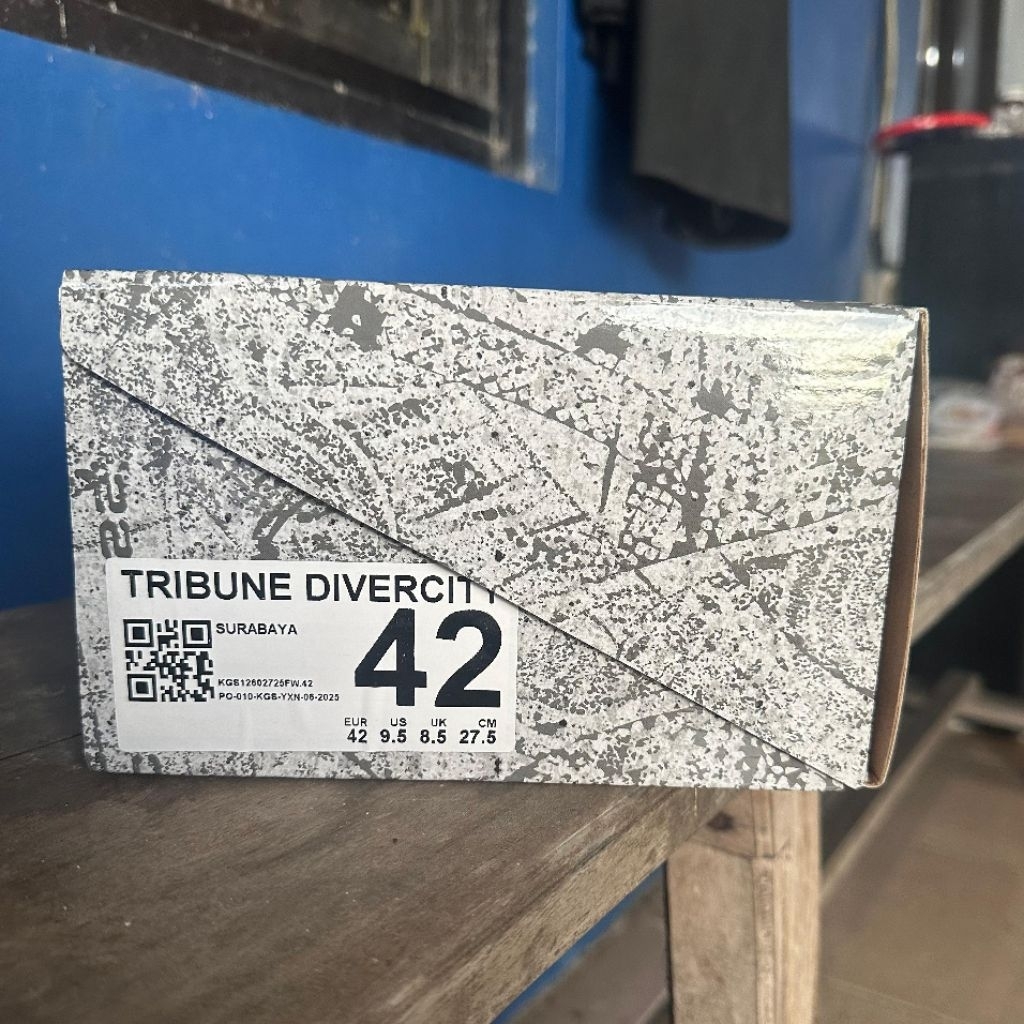 TRIBUNE DIVERCITY
SURABAYA
42
KGS12602725FW.42
PO-010-KGS-YXN-06-2025
EUR US UK CM
42 9.5 8.5 27.5